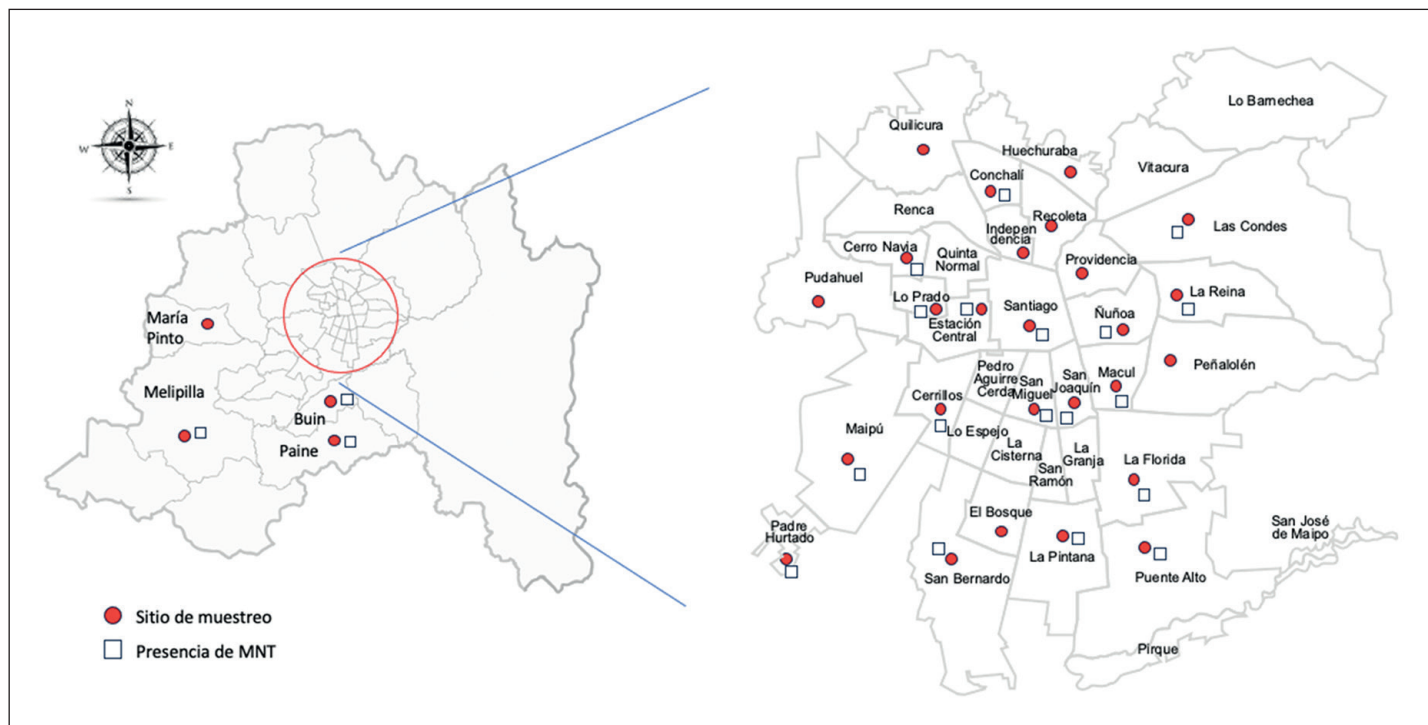 N
W
E
S
María
Pinto
Melipilla
Buin
Paine
Sitio de muestreo
Presencia de MNT
Lo Barnechea
Quilicura
Huechuraba
Vitacura
Conchalí
Renca
Recoleta
Indepen
dencia
Las Condes
Cerro Navia
Quinta
Normal
Providencia
Pudahuel
La Reina
Lo Prado
Santiago
Ñuñoa
Estación
Central
Pedro
Aguirre
Cerda
San
Miguel
San
Joaquín
Macul
Peñalolén
Cerrillos
Maipú
Lo Espejo
La
Cisterna
La
Granja
San
Ramón
La Florida
El Bosque
Padre
Hurtado
San José
de Maipo
San Bernardo
La Pintana
Puente Alto
Pirque